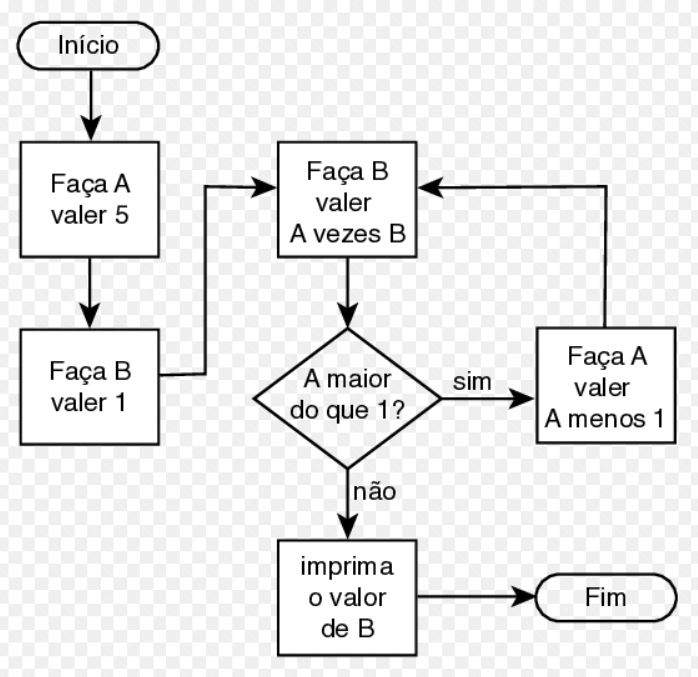 Início
Faça A
valer 5
Faça B
valer 1
Faça B
valer
A vezes B
A maior
do que 1?
sim
Faça A
valer
A menos 1
não
imprima
o valor
de B
Fim